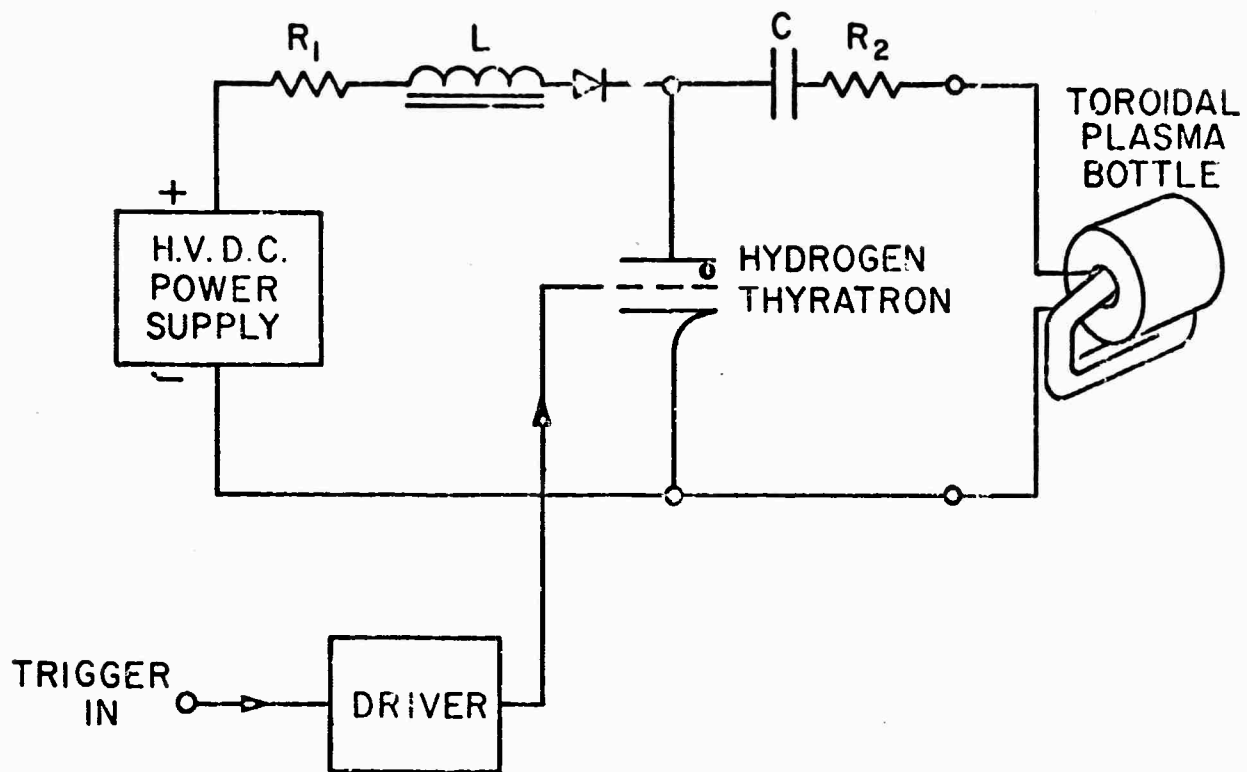 R1
L
C
R2
TOROIDAL
PLASMA
BOTTLE
+
H.V. D.C.
POWER
SUPPLY
-
HYDROGEN
THYRATRON
TRIGGER
IN
DRIVER